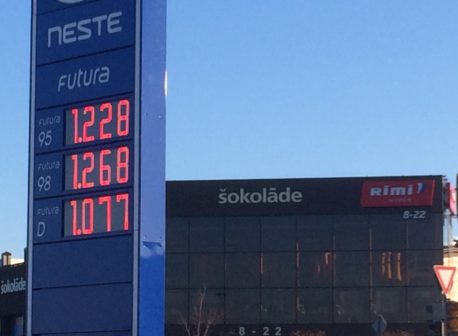 NESTE
Futura
Futura 95 1.228
Futura 98 1.268
Futura D 1.077
šokolāde
RIMI
8-22
šokolāde
8-22